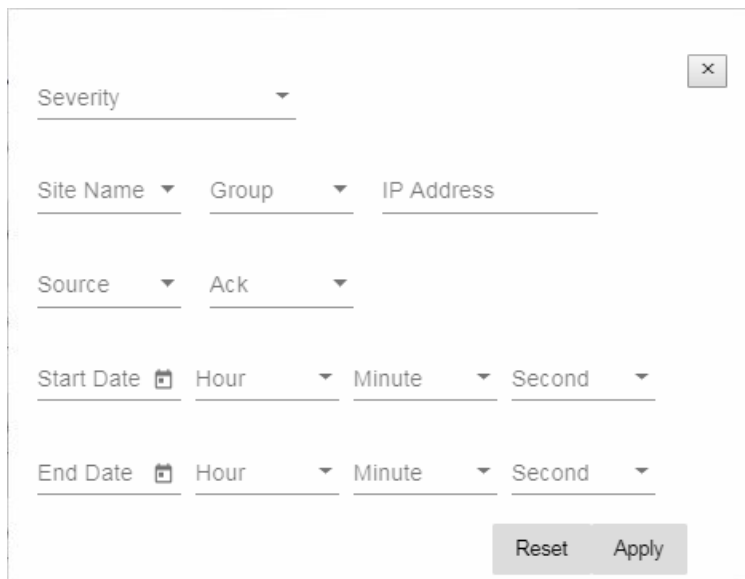 ×
Severity
Site Name Group IP Address
Source Ack
Start Date Hour Minute Second
End Date Hour Minute Second
Reset Apply